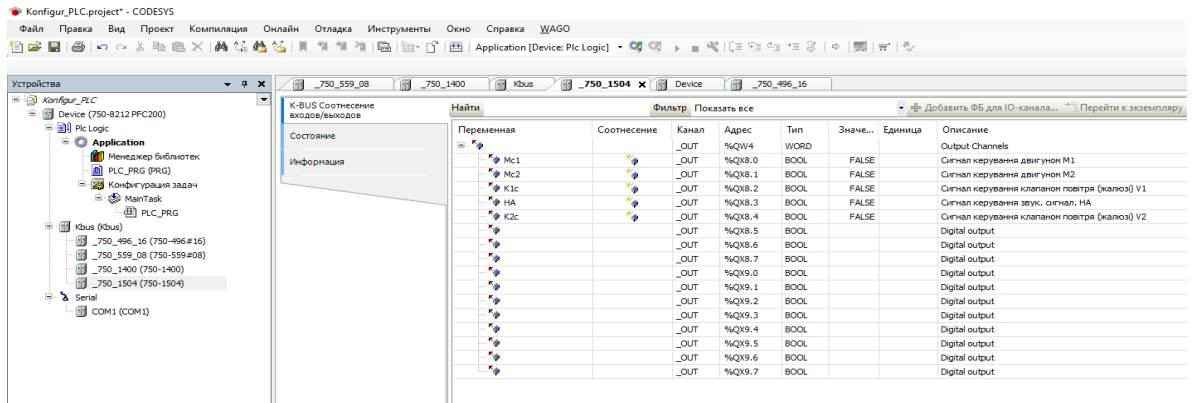 Konfigur_PLC.project* - CODESYS
Файл Правка Вид Проект Компиляция Онлайн Отладка Инструменты Окно Справка WAGO
Application [Device: Plc Logic]
Устройства
Konfigur_PLC
Device (750-8212 PFC200)
Plc Logic
Application
Менеджер библиотек
PLC_PRG (PRG)
Конфигурация задач
MainTask
PLC_PRG
Kbus (Kbus)
_750_496_16 (750-496#16)
_750_559_08 (750-559#08)
_750_1400 (750-1400)
_750_1504 (750-1504)
Serial
COM1 (COM1)
_750_559_08 _750_1400 Kbus _750_1504 Device _750_496_16
K-BUS Соотнесение
входов/выходов
Состояние
Информация
Найти Фильтр Показать все Добавить ФБ для IO-канала... Перейти к экземпляру
Переменная Соотнесение Канал Адрес Тип Значе... Единица Описание
_OUT %QW4 WORD Output Channels
Mc1 _OUT %QX8.0 BOOL FALSE Сигнал керування двигуном М1
Mc2 _OUT %QX8.1 BOOL FALSE Сигнал керування двигуном М2
K1c _OUT %QX8.2 BOOL FALSE Сигнал керування клапаном повітря (жалюзі) V1
HA _OUT %QX8.3 BOOL FALSE Сигнал керування звук. сигнал. НА
K2c _OUT %QX8.4 BOOL FALSE Сигнал керування клапаном повітря (жалюзі) V2
_OUT %QX8.5 BOOL Digital output
_OUT %QX8.6 BOOL Digital output
_OUT %QX8.7 BOOL Digital output
_OUT %QX9.0 BOOL Digital output
_OUT %QX9.1 BOOL Digital output
_OUT %QX9.2 BOOL Digital output
_OUT %QX9.3 BOOL Digital output
_OUT %QX9.4 BOOL Digital output
_OUT %QX9.5 BOOL Digital output
_OUT %QX9.6 BOOL Digital output
_OUT %QX9.7 BOOL Digital output